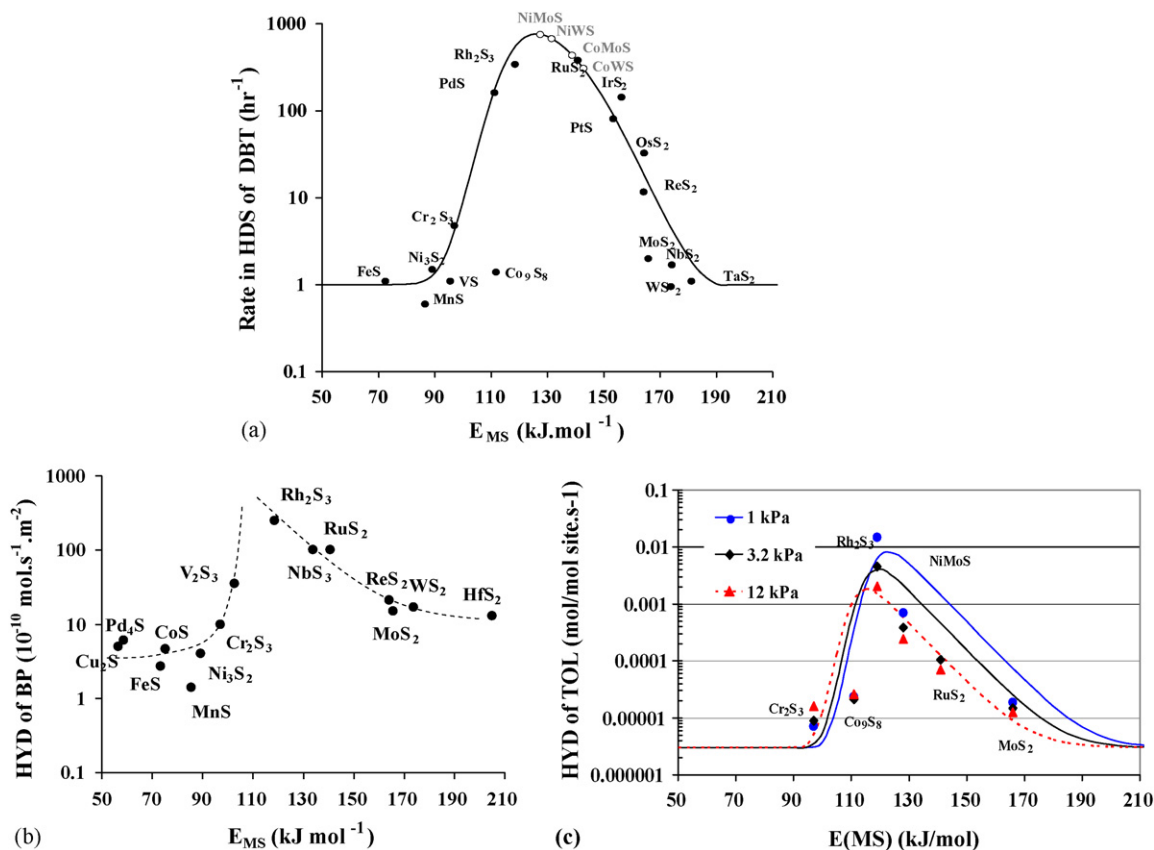 1000
100
10
1
0.1
Rate in HDS of DBT (hr⁻¹)
NiMoS
NiWS
CoMoS
CoWS
Rh₂S₃
RuS₂
PdS
IrS₂
PtS
OsS₂
ReS₂
Cr₂ S₃
MoS₂
NbS₂
Ni₃S₂
FeS
VS
Co₉ S₈
WS₂
TaS₂
MnS
50 70 90 110 130 150 170 190 210
(a)
E MS (kJ.mol ⁻¹)
1000
100
10
1
0.1
HYD of BP (10⁻¹⁰ mol.s⁻¹.m⁻²)
Rh₂S₃
RuS₂
NbS₃
V₂S₃
ReS₂ WS₂
HfS₂
MoS₂
Pd₄S
CoS
Cr₂S₃
Cu₂S
FeS
Ni₃S₂
MnS
50 70 90 110 130 150 170 190 210
(b)
E MS (kJ mol ⁻¹)
0.1
0.01
0.001
0.0001
0.00001
0.000001
HYD of TOL (mol/mol site.s-1)
1 kPa
3.2 kPa
12 kPa
Rh₂S₃
NiMoS
RuS₂
Cr₂S₃
Co₉S₈
MoS₂
50 70 90 110 130 150 170 190 210
(c)
E(MS) (kJ/mol)